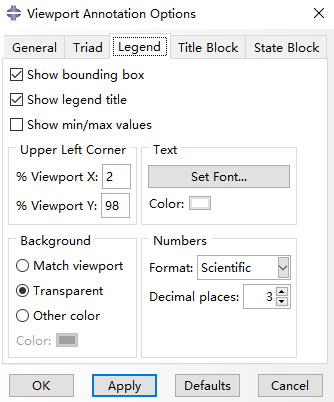 Viewport Annotation Options
General Triad Legend Title Block State Block
Show bounding box
Show legend title
Show min/max values
Upper Left Corner
% Viewport X: 2
% Viewport Y: 98
Text
Set Font...
Color:
Background
Match viewport
Transparent
Other color
Color:
Numbers
Format: Scientific
Decimal places: 3
OK Apply Defaults Cancel